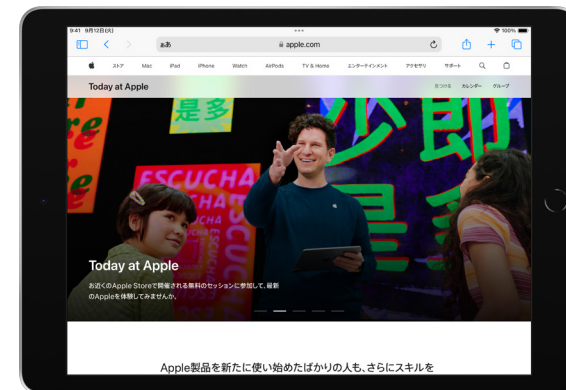 9:41 9月12日(火)
100%
ああ
apple.com
ストア Mac iPad iPhone Watch AirPods TV & Home エンターテインメント アクセサリ サポート
Today at Apple
見つける カレンダー グループ
是多
少節
是多
ESCUCHA
ESCUCHA
ESCUCHA
Today at Apple
お近くのApple Storeで開催される無料のセッションに参加して、最新
のAppleを体験してみませんか。
Apple製品を新たに使い始めたばかりの人も、さらにスキルを